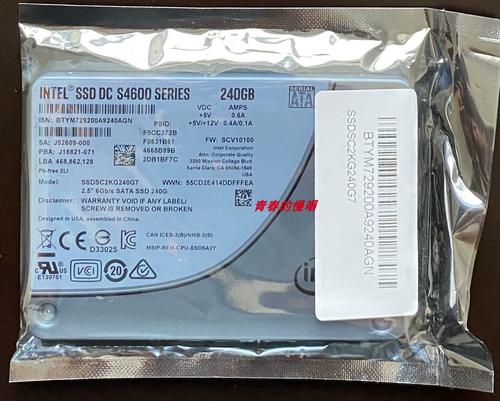 INTEL® SSD DC S4600 SERIES 240GB
ISN: BTYM729200A9240AGN
PSID:
F5CC372B
F0631B61
4665B89B
2DB1BF7C
VDC AMPS
+5V 0.6A
+5V/+12V 0.4A/0.1A
SERIAL
ATA
SA: J52609-000
PBA: J18821-071
LBA 468,862,128
Pb-free 2LI
FW: SCV10100
Intel Corporation
Attn: Corporate Quality
2200 Mission College Blvd
Santa Clara, CA 95054-1549
USA
Model: SSDSC2KG240G7
2.5" 6Gb/s SATA SSD 240G
WWN: 55CD2E414DDFFFEA
Disclaimer: WARRANTY VOID IF ANY LABEL/
SCREW IS REMOVED OR BROKEN
Designed in USA, assembled in China.
青春的慢唱
D33025
CAN ICES-3(B)/NMB-3(B)
MSIP-REM-CPU-SSDSA2Y
E139761
VCI
20
BTYM729200A9240AGN
SSDSC2KG240G7